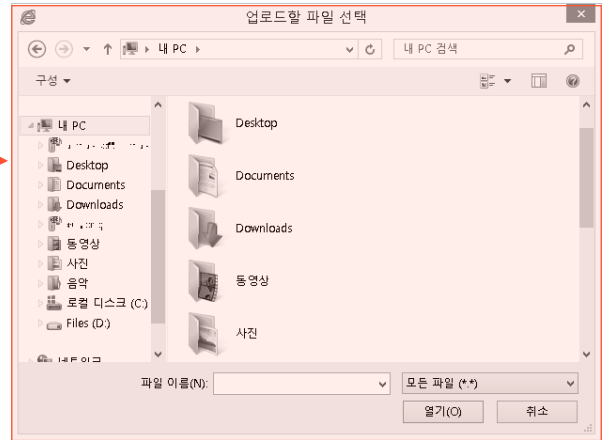 업로드할 파일 선택
내 PC
내 PC 검색
구성
내 PC
Desktop
Documents
Downloads
동영상
사진
음악
로컬 디스크 (C:)
Files (D:)
Desktop
Documents
Downloads
동영상
사진
파일 이름(N):
모든 파일 (*.*)
열기(O)
취소